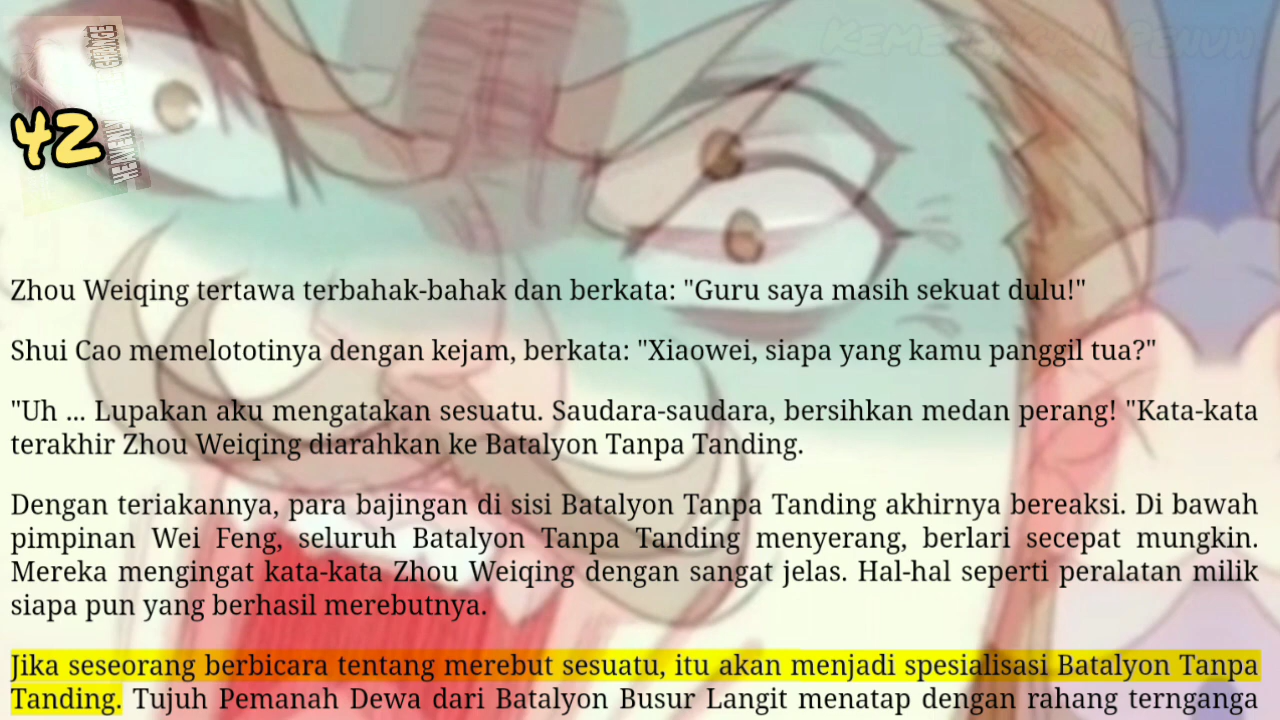 42
HEAVENLY
Zhou Weiqing tertawa terbahak-bahak dan berkata: "Guru saya masih sekuat dulu!"
Shui Cao memelototinya dengan kejam, berkata: "Xiaowei, siapa yang kamu panggil tua?"
"Uh ... Lupakan aku mengatakan sesuatu. Saudara-saudara, bersihkan medan perang! "Kata-kata
terakhir Zhou Weiqing diarahkan ke Batalyon Tanpa Tanding.
Dengan teriakannya, para bajingan di sisi Batalyon Tanpa Tanding akhirnya bereaksi. Di bawah
pimpinan Wei Feng, seluruh Batalyon Tanpa Tanding menyerang, berlari secepat mungkin.
Mereka mengingat kata-kata Zhou Weiqing dengan sangat jelas. Hal-hal seperti peralatan milik
siapa pun yang berhasil merebutnya.
Jika seseorang berbicara tentang merebut sesuatu, itu akan menjadi spesialisasi Batalyon Tanpa
Tanding. Tujuh Pemanah Dewa dari Batalyon Busur Langit menatap dengan rahang ternganga